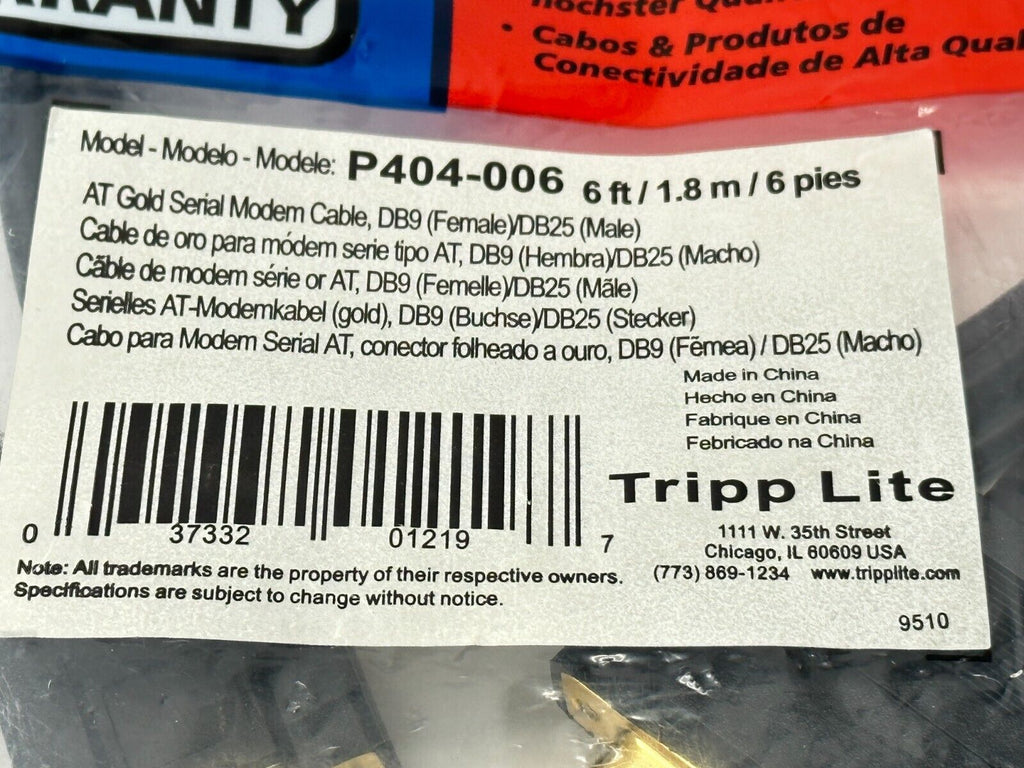 • Cabos & Produtos de
Conectividade de Alta
Model - Modelo - Modele: P404-006 6 ft / 1.8 m / 6 pies
AT Gold Serial Modem Cable, DB9 (Female)/DB25 (Male)
Cable de oro para módem serie tipo AT, DB9 (Hembra)/DB25 (Macho)
Cãble de modem série or AT, DB9 (Femelle)/DB25 (Mãle)
Serielles AT-Modemkabel (gold), DB9 (Buchse)/DB25 (Stecker)
Cabo para Modem Serial AT, conector folheado a ouro, DB9 (Fẽmea) / DB25 (Macho)
Made in China
Hecho en China
Fabrique en China
Febricado na China
Tripp Lite
1111 W. 35th Street
Chicago, IL 60609 USA
(773) 869-1234 www.tripplite.com
0 37332 01219 7
Note: All trademarks are the property of their respective owners.
Specifications are subject to change without notice.
9510